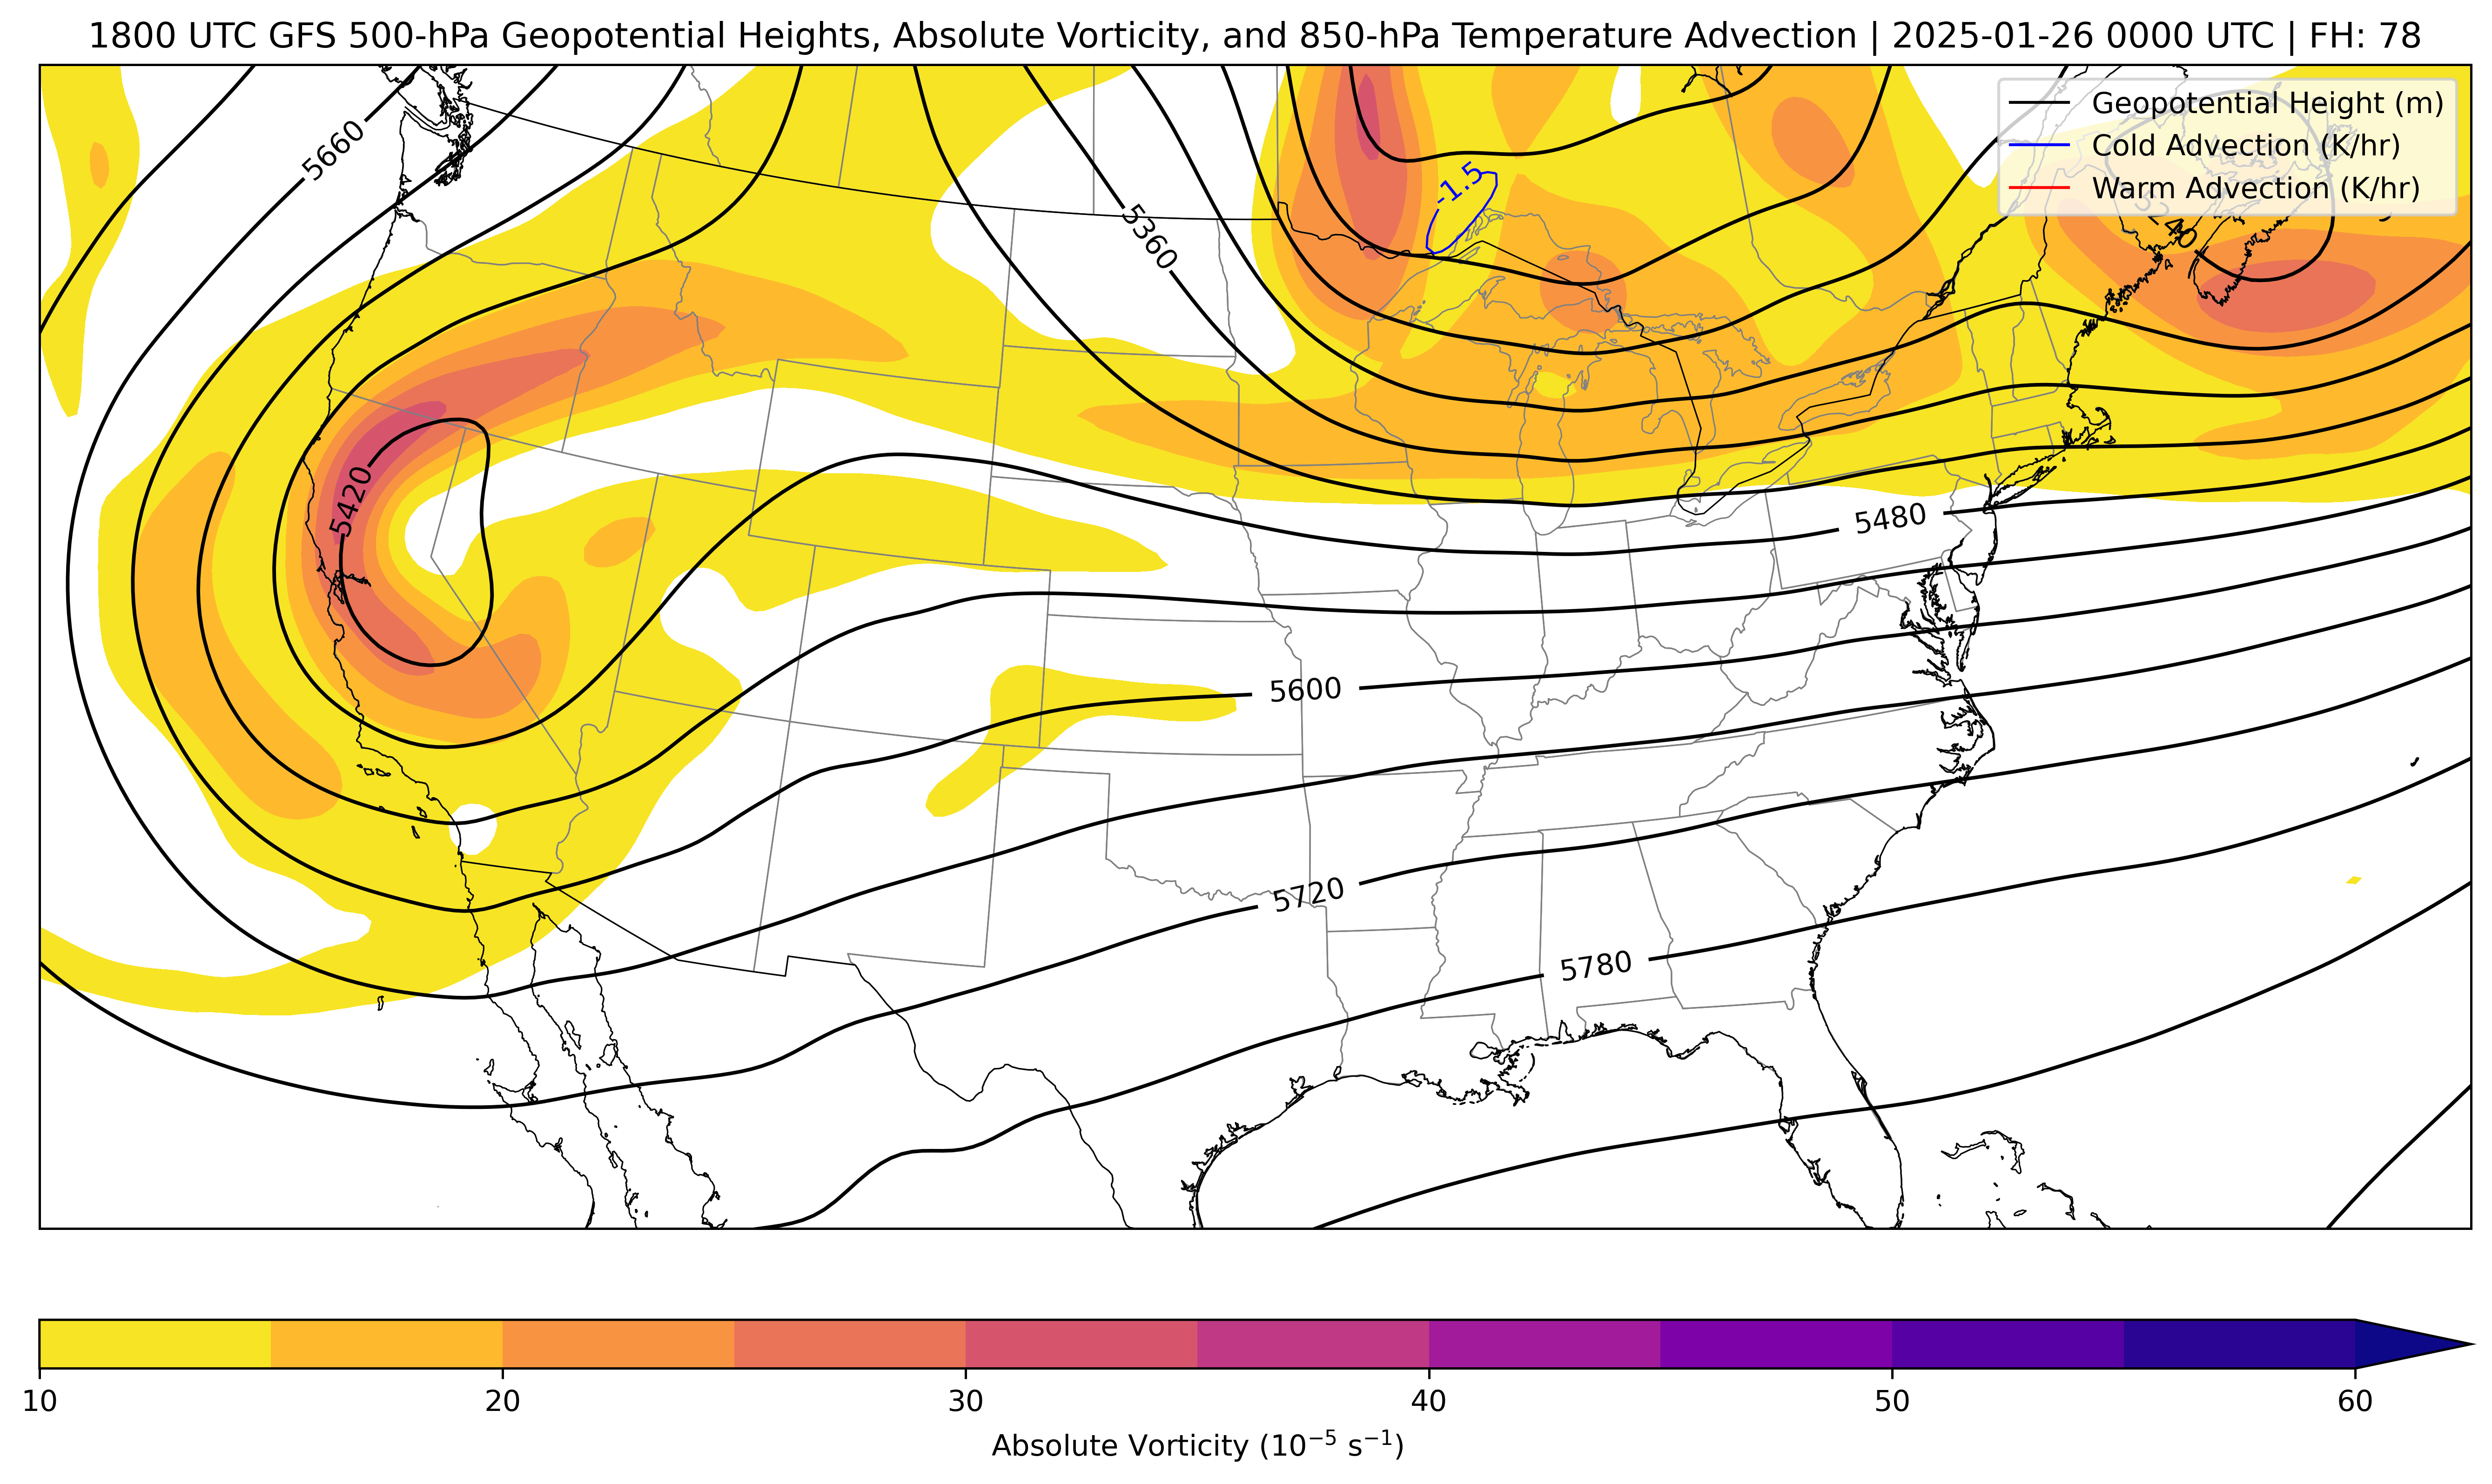 1800 UTC GFS 500-hPa Geopotential Heights, Absolute Vorticity, and 850-hPa Temperature Advection | 2025-01-26 0000 UTC | FH: 78
Geopotential Height (m)
Cold Advection (K/hr)
Warm Advection (K/hr)
5660
-1.5
5360
5420
5480
5600
5720
5780
10
20
30
40
50
60
Absolute Vorticity (10⁻⁵ s⁻¹)